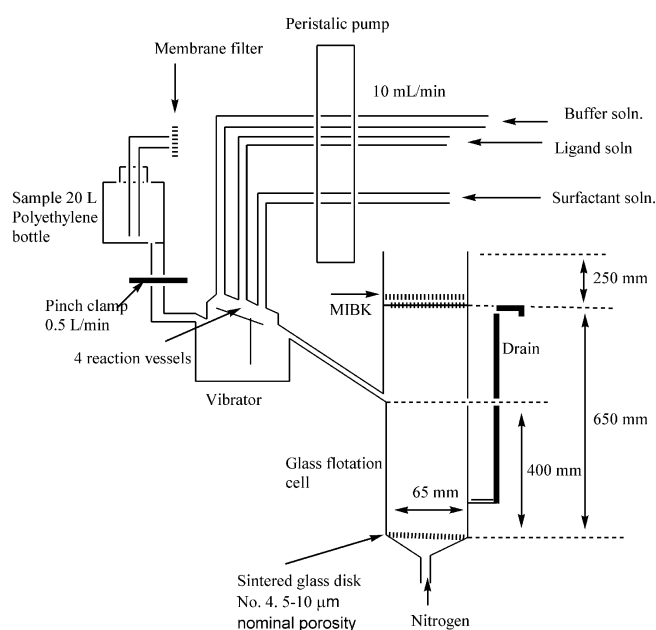 Peristalic pump
Membrane filter
10 mL/min
Buffer soln.
Ligand soln
Sample 20 L
Polyethylene
bottle
Surfactant soln.
Pinch clamp
0.5 L/min
MIBK
250 mm
4 reaction vessels
Drain
Vibrator
650 mm
Glass flotation
cell
400 mm
65 mm
Sintered glass disk
No. 4. 5-10 μm
nominal porosity
Nitrogen